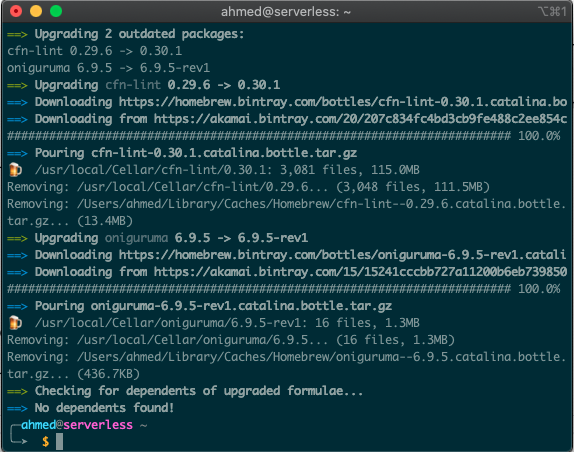 ahmed@serverless: ~
⌥⌘1
==> Upgrading 2 outdated packages:
cfn-lint 0.29.6 -> 0.30.1
oniguruma 6.9.5 -> 6.9.5-rev1
==> Upgrading cfn-lint 0.29.6 -> 0.30.1
==> Downloading https://homebrew.bintray.com/bottles/cfn-lint-0.30.1.catalina.bo
==> Downloading from https://akamai.bintray.com/20/207c834fc4bd3cb9fe488c2ee854c
######################################################################## 100.0%
==> Pouring cfn-lint-0.30.1.catalina.bottle.tar.gz
🍺  /usr/local/Cellar/cfn-lint/0.30.1: 3,081 files, 115.0MB
Removing: /usr/local/Cellar/cfn-lint/0.29.6... (3,048 files, 111.5MB)
Removing: /Users/ahmed/Library/Caches/Homebrew/cfn-lint--0.29.6.catalina.bottle.
tar.gz... (13.4MB)
==> Upgrading oniguruma 6.9.5 -> 6.9.5-rev1
==> Downloading https://homebrew.bintray.com/bottles/oniguruma-6.9.5-rev1.catali
==> Downloading from https://akamai.bintray.com/15/15241cccbb727a11200b6eb739850
######################################################################## 100.0%
==> Pouring oniguruma-6.9.5-rev1.catalina.bottle.tar.gz
🍺  /usr/local/Cellar/oniguruma/6.9.5-rev1: 16 files, 1.3MB
Removing: /usr/local/Cellar/oniguruma/6.9.5... (16 files, 1.3MB)
Removing: /Users/ahmed/Library/Caches/Homebrew/oniguruma--6.9.5.catalina.bottle.
tar.gz... (436.7KB)
==> Checking for dependents of upgraded formulae...
==> No dependents found!
╭─ahmed@serverless ~
╰─➤  $